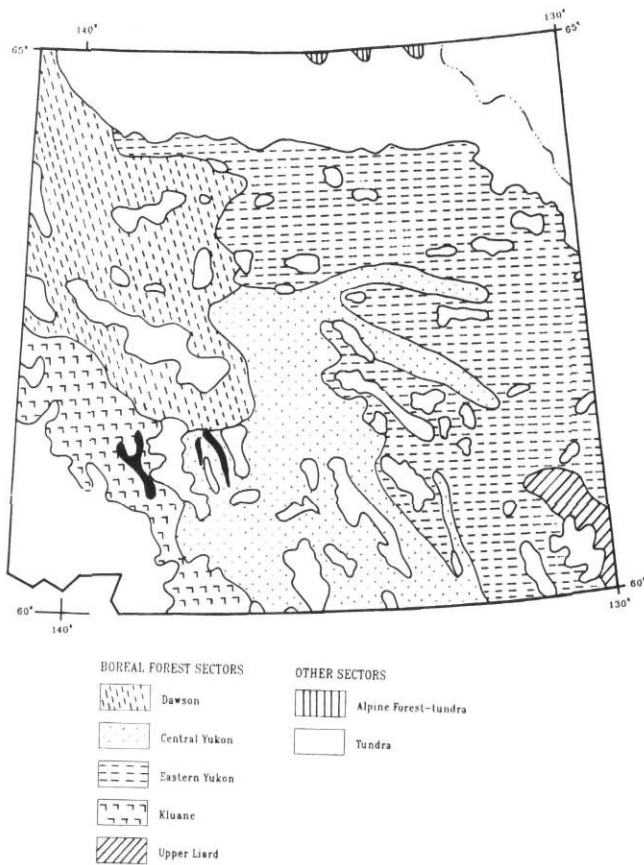 140°
130°
65°
65°
60°
60°
140°
130°
BOREAL FOREST SECTORS
Dawson
Central Yukon
Eastern Yukon
Kluane
Upper Liard
OTHER SECTORS
Alpine Forest-tundra
Tundra